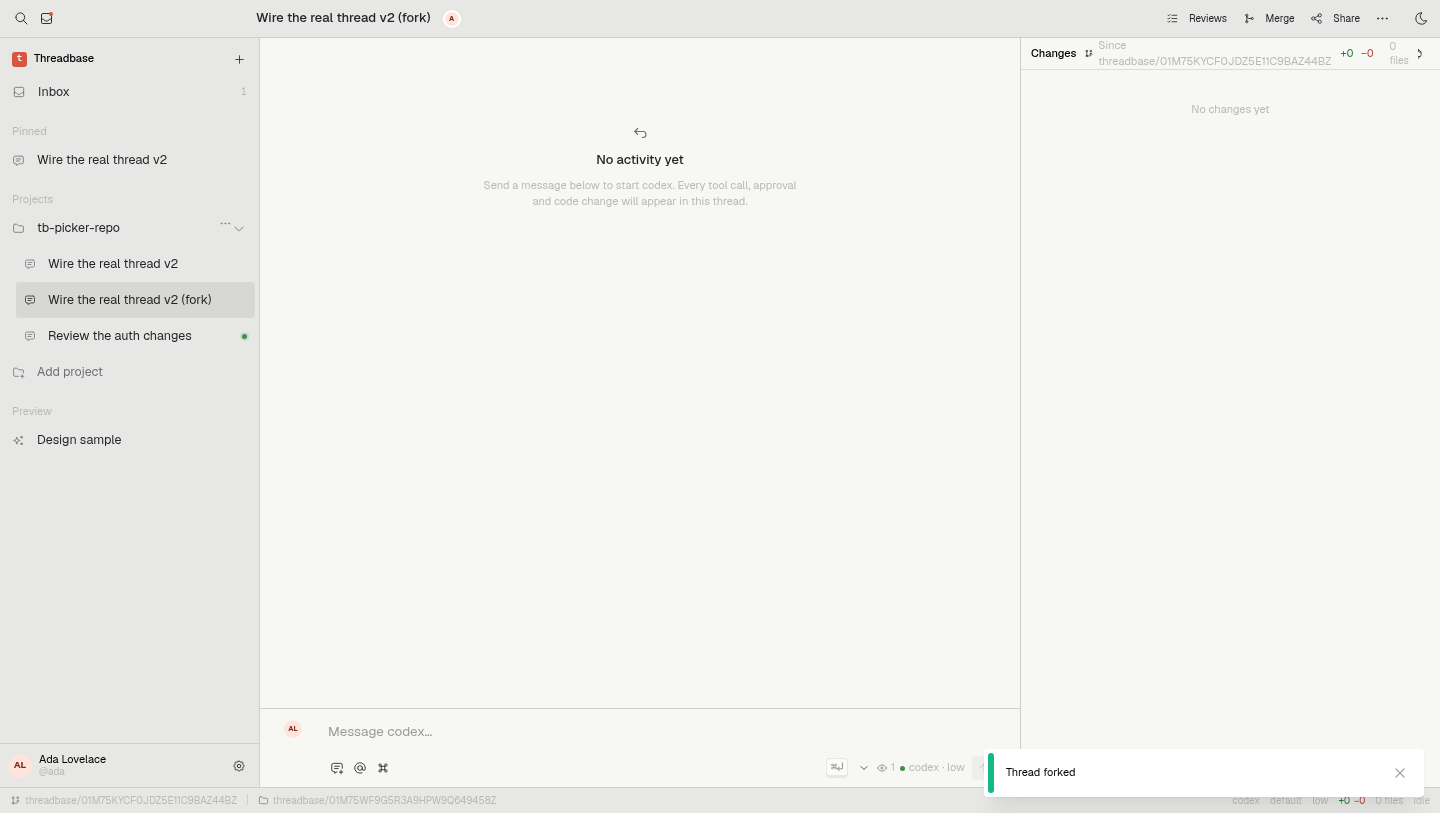 Wire the real thread v2 (fork)
A
Reviews
Merge
Share
t
Threadbase
Inbox
1
Pinned
Wire the real thread v2
Projects
tb-picker-repo
Wire the real thread v2
Wire the real thread v2 (fork)
Review the auth changes
Add project
Preview
Design sample
AL
Ada Lovelace
@ada
No activity yet
Send a message below to start codex. Every tool call, approval
and code change will appear in this thread.
AL
Message codex...
1
codex · low
Changes
Since
threadbase/01M75KYCF0JDZ5E11C9BAZ44BZ
+0 −0
0
files
No changes yet
Thread forked
threadbase/01M75KYCF0JDZ5E11C9BAZ44BZ
threadbase/01M75WF9G5R3A9HPW9Q649458Z
codex default low +0 −0 0 files idle